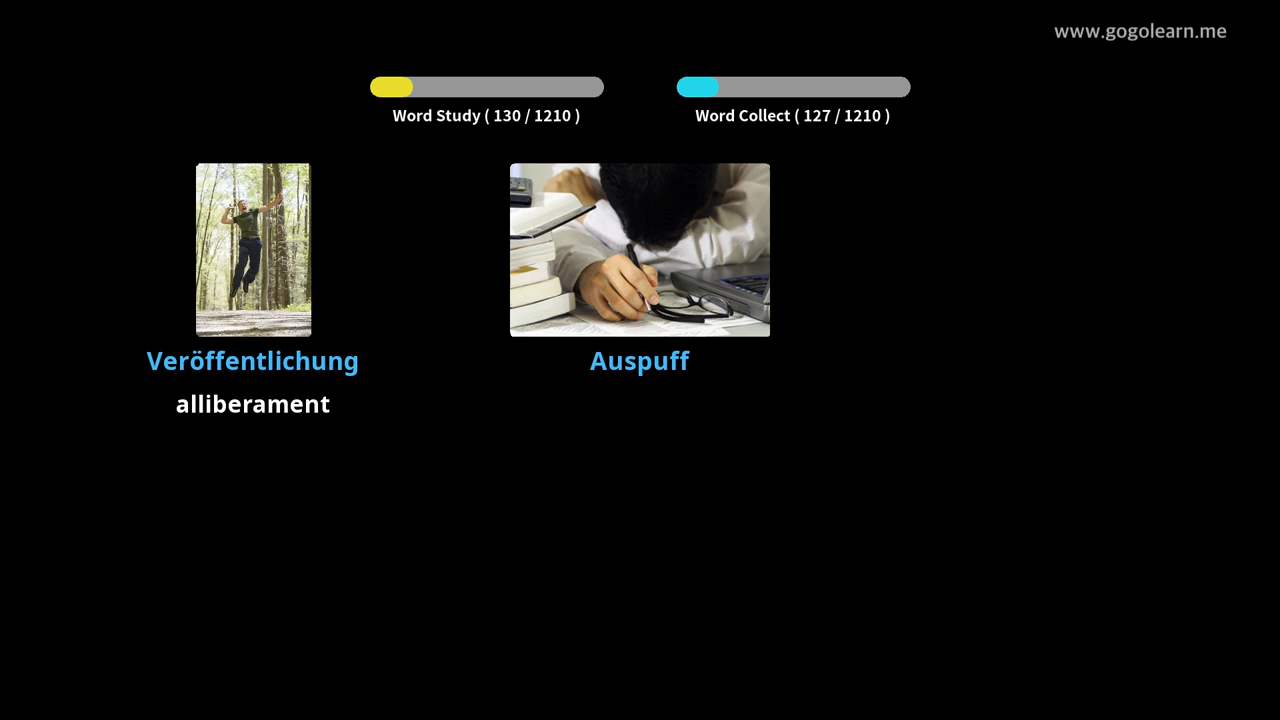 www.gogolearn.me
Word Study ( 130 / 1210 )
Word Collect ( 127 / 1210 )
Veröffentlichung
alliberament
Auspuff